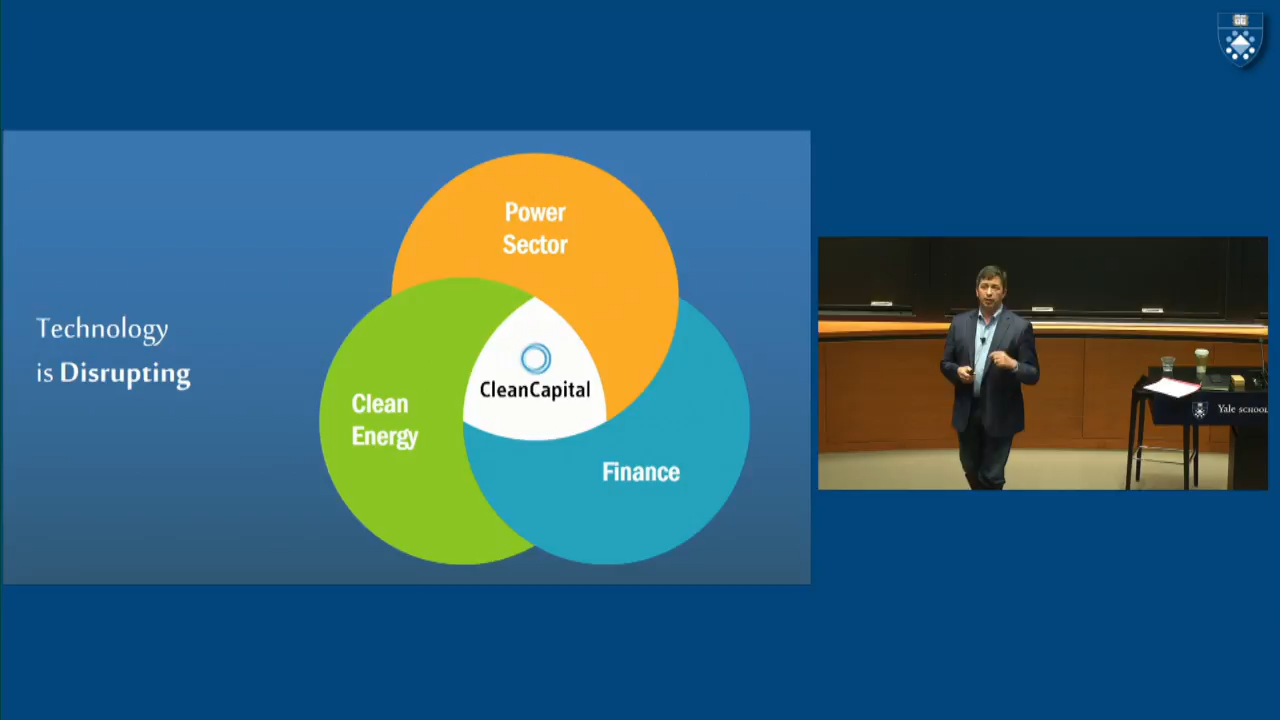 Technology
is Disrupting
Power
Sector
CleanCapital
Clean
Energy
Finance
Yale SCHOOL